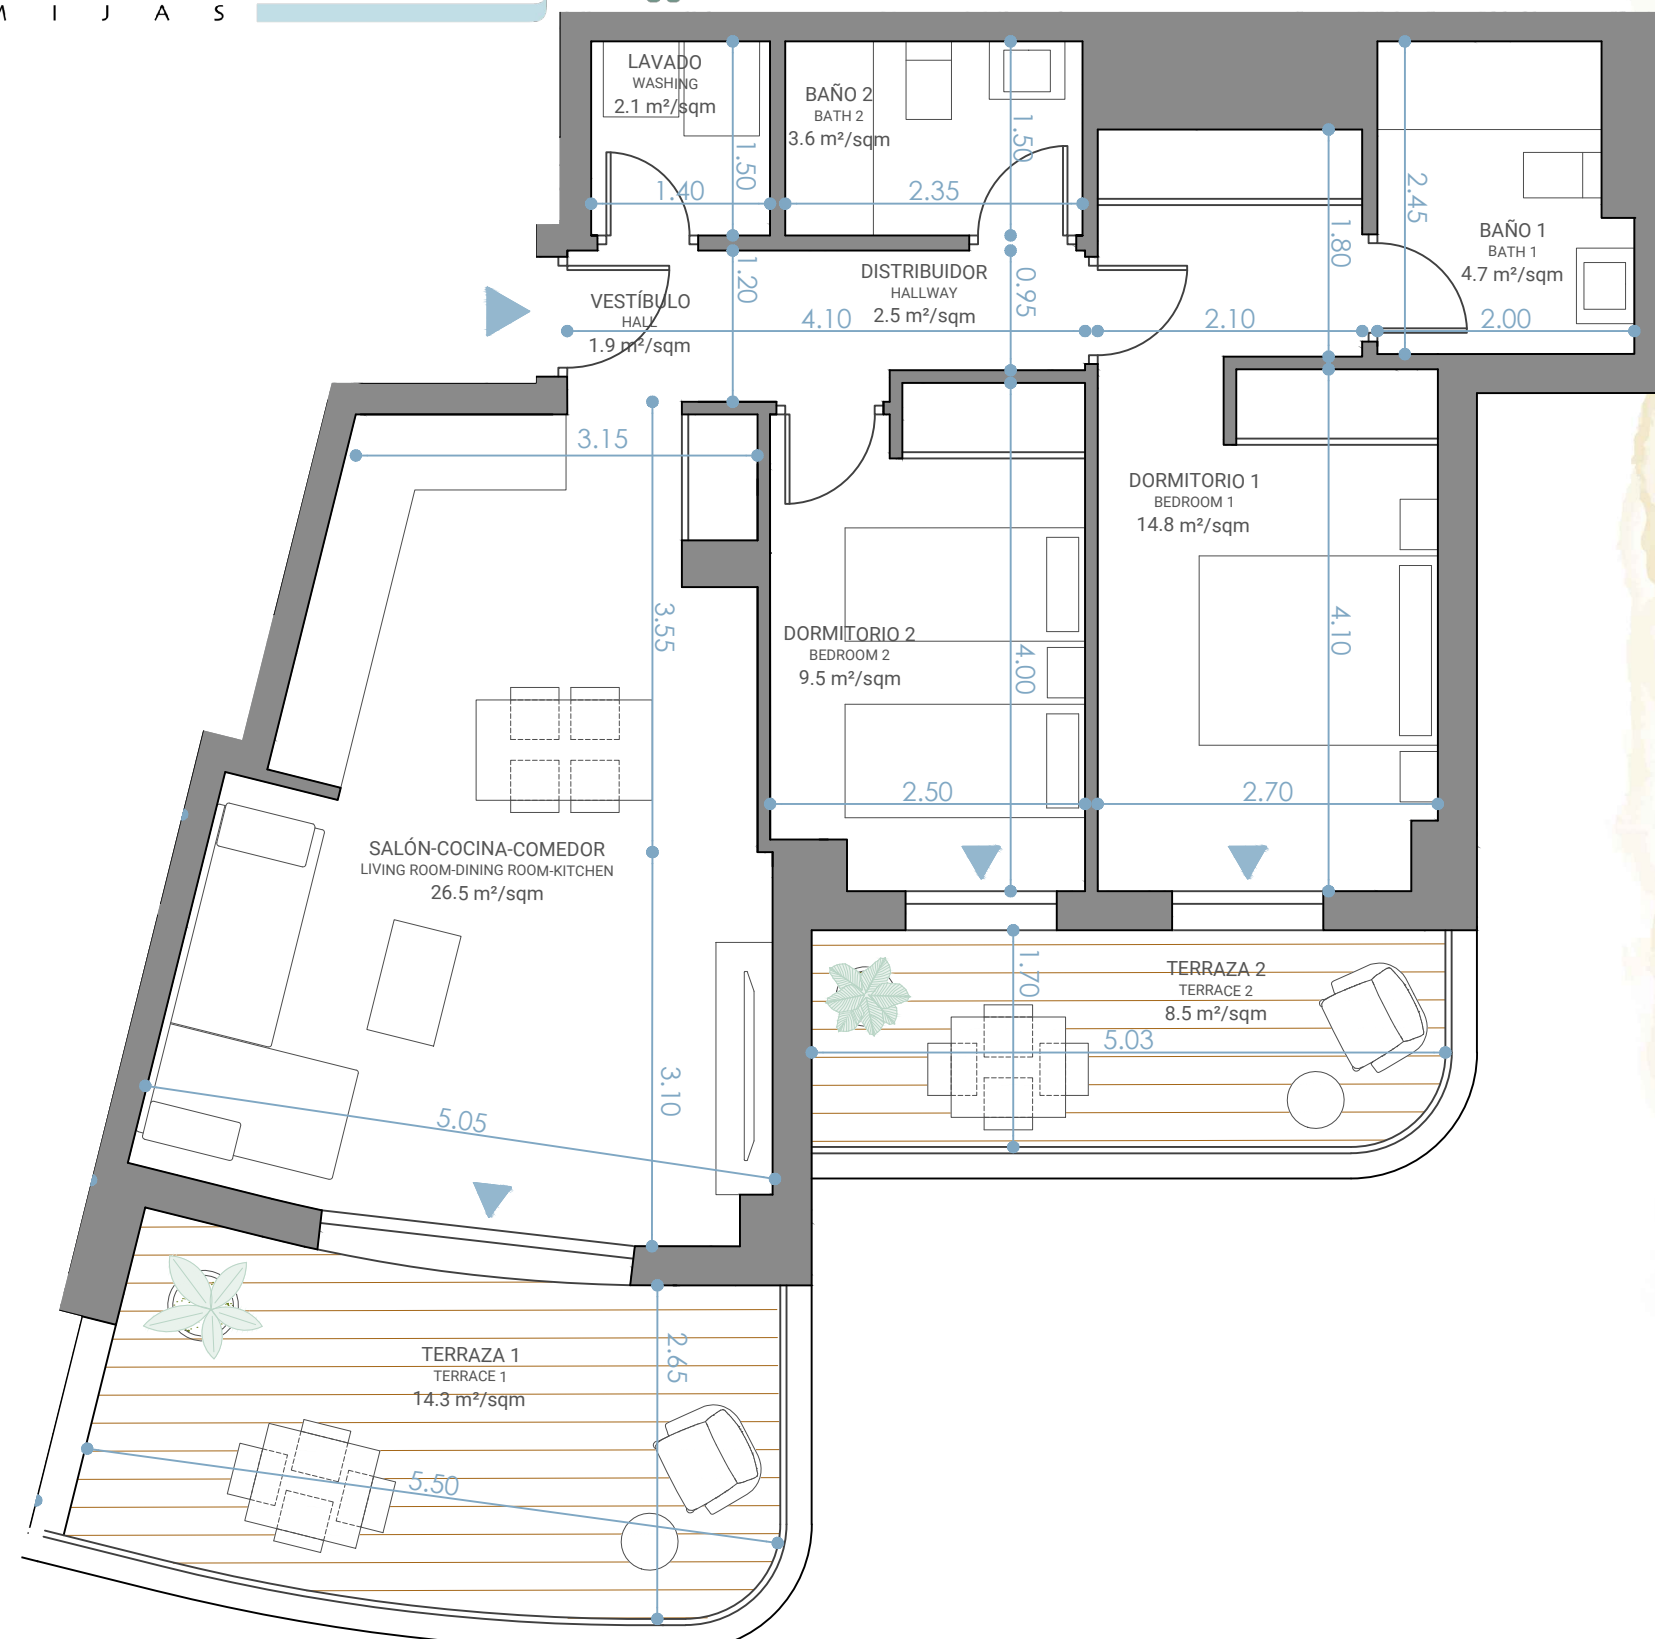 M I J A S
LAVADO
WASHING
2.1 m²/sqm
1.50
1.40
BAÑO 2
BATH 2
3.6 m²/sqm
1.50
2.35
2.45
BAÑO 1
BATH 1
4.7 m²/sqm
2.00
1.80
2.10
VESTÍBULO
HALL
1.9 m²/sqm
1.20
4.10
DISTRIBUIDOR
HALLWAY
2.5 m²/sqm
0.95
3.15
3.55
DORMITORIO 1
BEDROOM 1
14.8 m²/sqm
4.10
2.70
DORMITORIO 2
BEDROOM 2
9.5 m²/sqm
4.00
2.50
SALÓN-COCINA-COMEDOR
LIVING ROOM-DINING ROOM-KITCHEN
26.5 m²/sqm
3.10
5.05
TERRAZA 2
TERRACE 2
8.5 m²/sqm
1.70
5.03
TERRAZA 1
TERRACE 1
14.3 m²/sqm
2.65
5.50